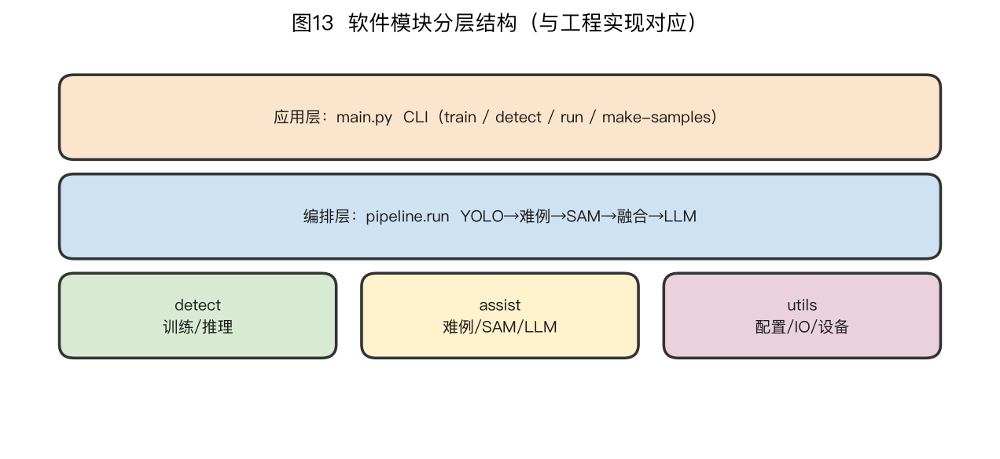 图13  软件模块分层结构（与工程实现对应）
应用层：main.py  CLI（train / detect / run / make−samples）
编排层：pipeline.run  YOLO→难例→SAM→融合→LLM
detect
训练/推理
assist
难例/SAM/LLM
utils
配置/IO/设备